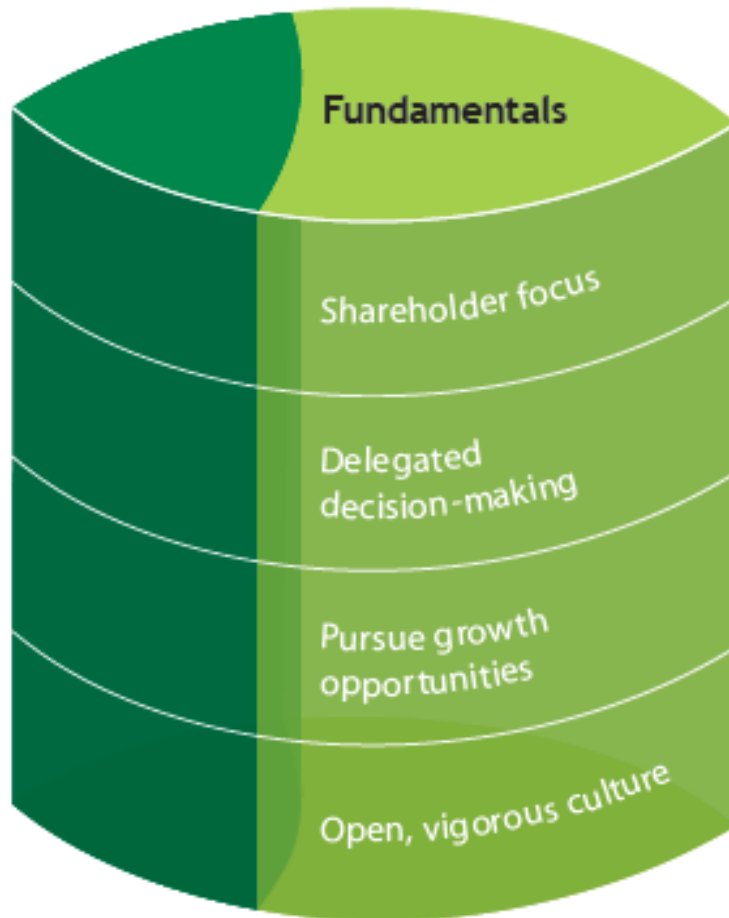 Fundamentals
Shareholder focus
Delegated
decision-making
Pursue growth
opportunities
Open, vigorous culture